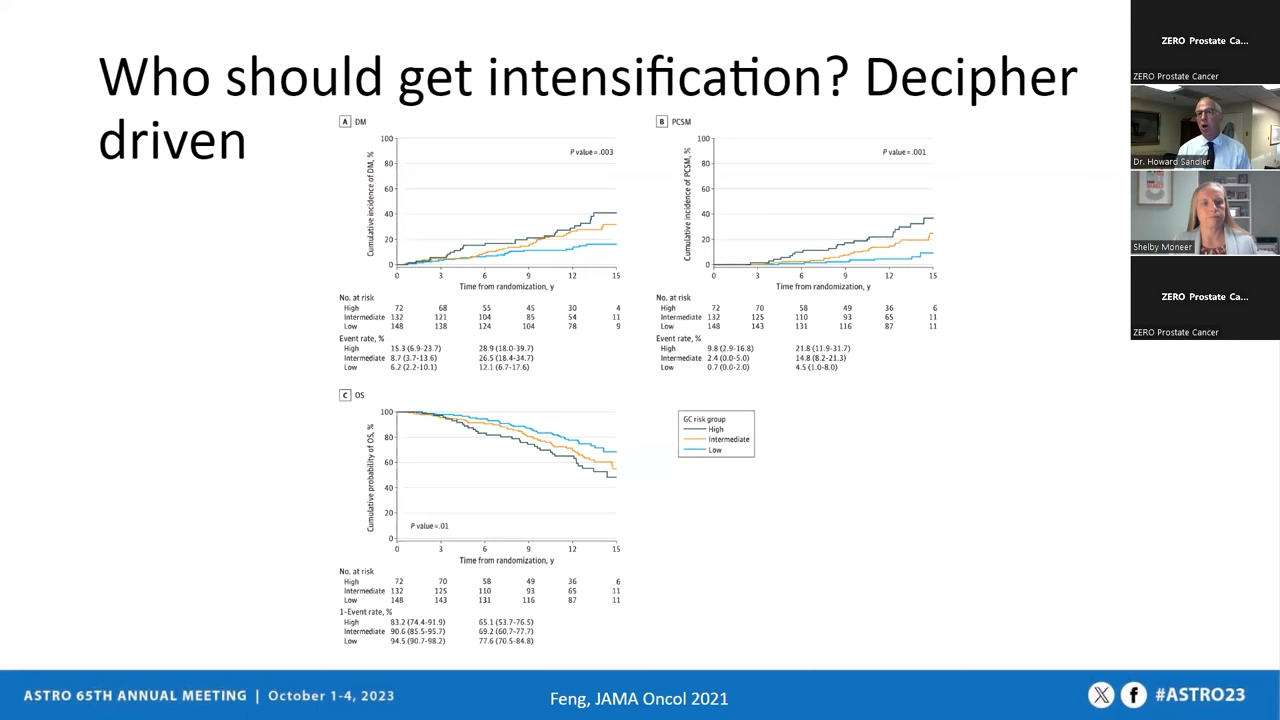 Who should get intensification? Decipher
driven
A DM
100
80
60
40
20
0
Cumulative incidence of DM, %
P value = .003
0 3 6 9 12 15
Time from randomization, y
No. at risk
High 72 68 55 45 30 4
Intermediate 132 121 104 85 54 11
Low 148 138 124 104 78 9
Event rate, %
High 15.3 (6.9-23.7) 28.9 (18.0-39.7)
Intermediate 8.7 (3.7-13.6) 26.5 (18.4-34.7)
Low 6.2 (2.2-10.1) 12.1 (6.7-17.6)
B PCSM
100
80
60
40
20
0
Cumulative incidence of PCSM, %
P value = .001
0 3 6 9 12 15
Time from randomization, y
No. at risk
High 72 70 58 49 36 6
Intermediate 132 125 110 93 65 11
Low 148 143 131 116 87 11
Event rate, %
High 9.8 (2.9-16.8) 21.8 (11.9-31.7)
Intermediate 2.4 (0.0-5.0) 14.8 (8.2-21.3)
Low 0.7 (0.0-2.0) 4.5 (1.0-8.0)
C OS
100
80
60
40
20
0
Cumulative probability of OS, %
P value = .01
0 3 6 9 12 15
Time from randomization, y
No. at risk
High 72 70 58 49 36 6
Intermediate 132 125 110 93 65 11
Low 148 143 131 116 87 11
1-Event rate, %
High 83.2 (74.4-91.9) 65.1 (53.7-76.5)
Intermediate 90.6 (85.5-95.7) 69.2 (60.7-77.7)
Low 94.5 (90.7-98.2) 77.6 (70.5-84.8)
GC risk group
High
Intermediate
Low
ASTRO 65TH ANNUAL MEETING | October 1-4, 2023
Feng, JAMA Oncol 2021
#ASTRO23
ZERO Prostate Ca...
ZERO Prostate Cancer
Dr. Howard Sandler
Shelby Moneer
ZERO Prostate Ca...
ZERO Prostate Cancer